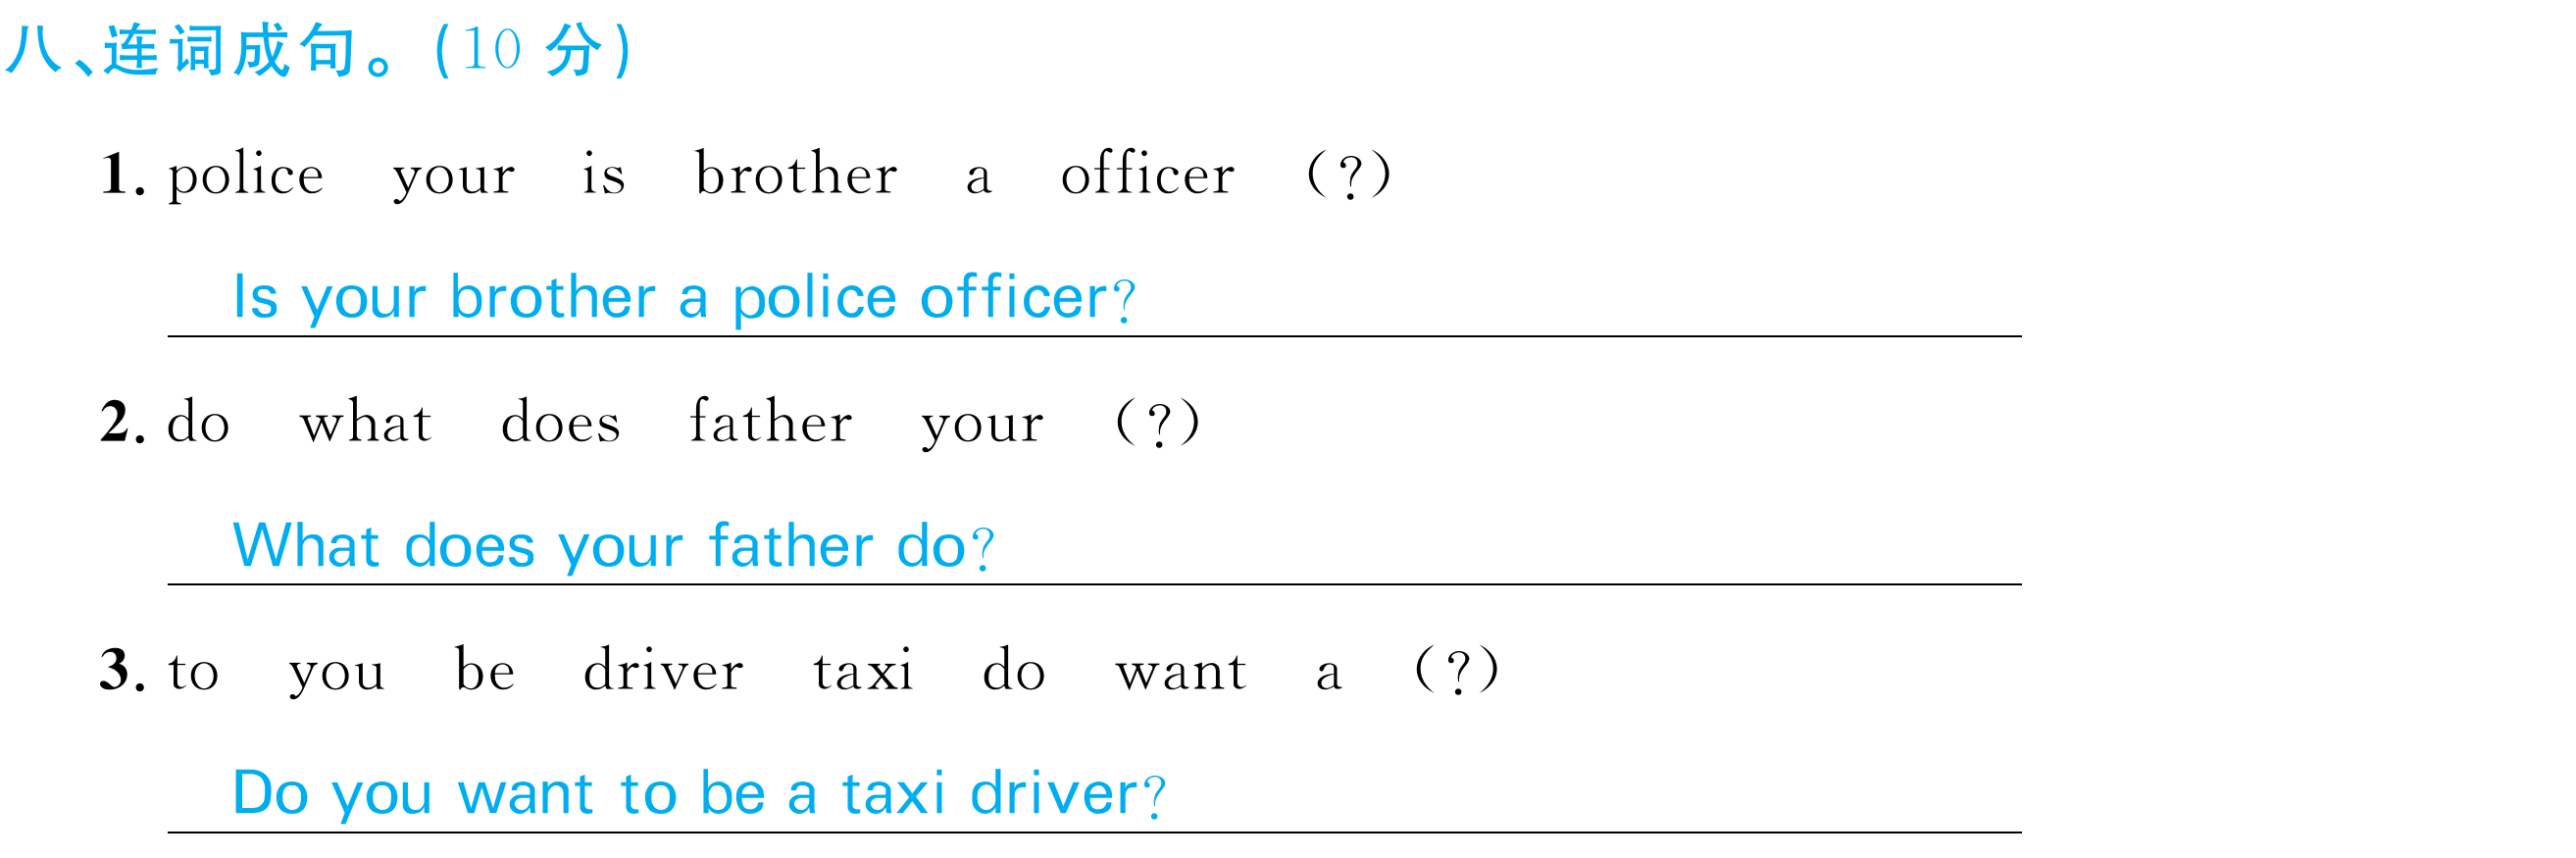 八、连词成句。(10 分)
1. police your is brother a officer (?)
Is your brother a police officer?
2. do what does father your (?)
What does your father do?
3. to you be driver taxi do want a (?)
Do you want to be a taxi driver?